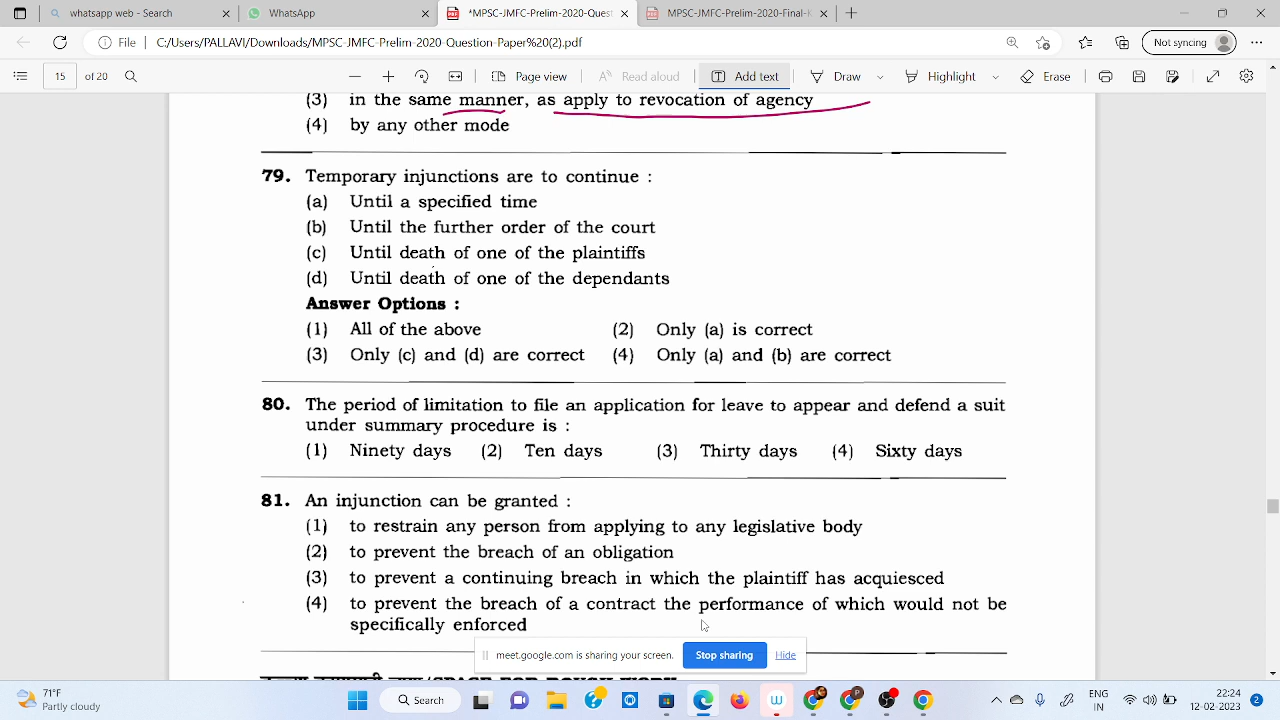 whatsapp web - Search
WhatsApp
*MPSC-JMFC-Prelim-2020-Quest
MPSC-JMFC-Prelim-2020-Final-K
File
C:/Users/PALLAVI/Downloads/MPSC-JMFC-Prelim-2020-Question-Paper%20(2).pdf
Not syncing
15 of 20
Page view
Read aloud
Add text
Draw
Highlight
Erase
(3) in the same manner, as apply to revocation of agency
(4) by any other mode
79. Temporary injunctions are to continue :
(a) Until a specified time
(b) Until the further order of the court
(c) Until death of one of the plaintiffs
(d) Until death of one of the dependants
Answer Options :
(1) All of the above (2) Only (a) is correct
(3) Only (c) and (d) are correct (4) Only (a) and (b) are correct
80. The period of limitation to file an application for leave to appear and defend a suit
under summary procedure is :
(1) Ninety days (2) Ten days (3) Thirty days (4) Sixty days
81. An injunction can be granted :
(1) to restrain any person from applying to any legislative body
(2) to prevent the breach of an obligation
(3) to prevent a continuing breach in which the plaintiff has acquiesced
(4) to prevent the breach of a contract the performance of which would not be
specifically enforced
meet.google.com is sharing your screen.
Stop sharing
Hide
SPACE FOR ROUGH WORK
71°F
Partly cloudy
Search
ENG
IN
15:24
12-02-2023
2